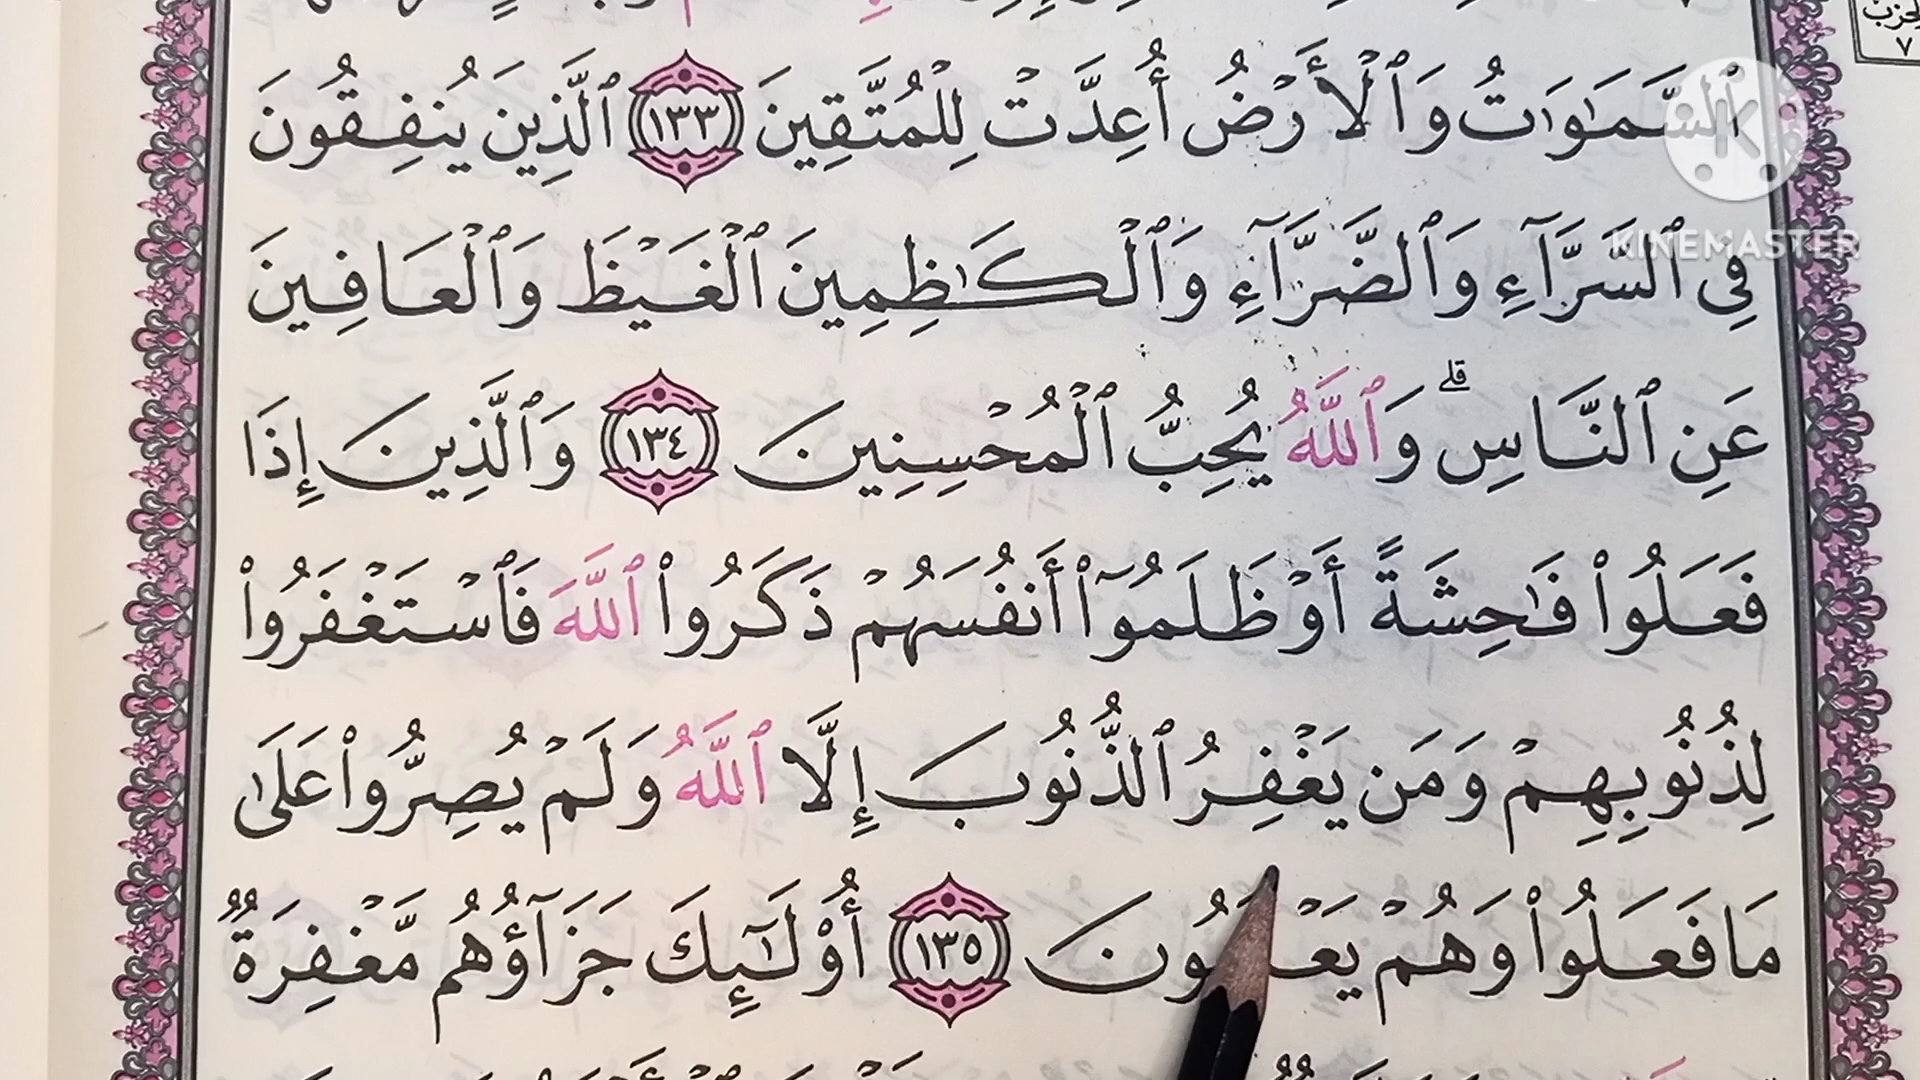 الحزب
٧
ٱلسَّمَٰوَٰتُ وَٱلْأَرْضُ أُعِدَّتْ لِلْمُتَّقِينَ ١٣٣ ٱلَّذِينَ يُنفِقُونَ
فِي ٱلسَّرَّآءِ وَٱلضَّرَّآءِ وَٱلْكَٰظِمِينَ ٱلْغَيْظَ وَٱلْعَافِينَ
KINEMASTER
عَنِ ٱلنَّاسِ ۗ وَٱللَّهُ يُحِبُّ ٱلْمُحْسِنِينَ ١٣٤ وَٱلَّذِينَ إِذَا
فَعَلُوا۟ فَٰحِشَةً أَوْ ظَلَمُوٓا۟ أَنفُسَهُمْ ذَكَرُوا۟ ٱللَّهَ فَٱسْتَغْفَرُوا۟
لِذُنُوبِهِمْ وَمَن يَغْفِرُ ٱلذُّنُوبَ إِلَّا ٱللَّهُ وَلَمْ يُصِرُّوا۟ عَلَىٰ
مَا فَعَلُوا۟ وَهُمْ يَعْلَمُونَ ١٣٥ أُو۟لَٰٓئِكَ جَزَآؤُهُم مَّغْفِرَةٌ